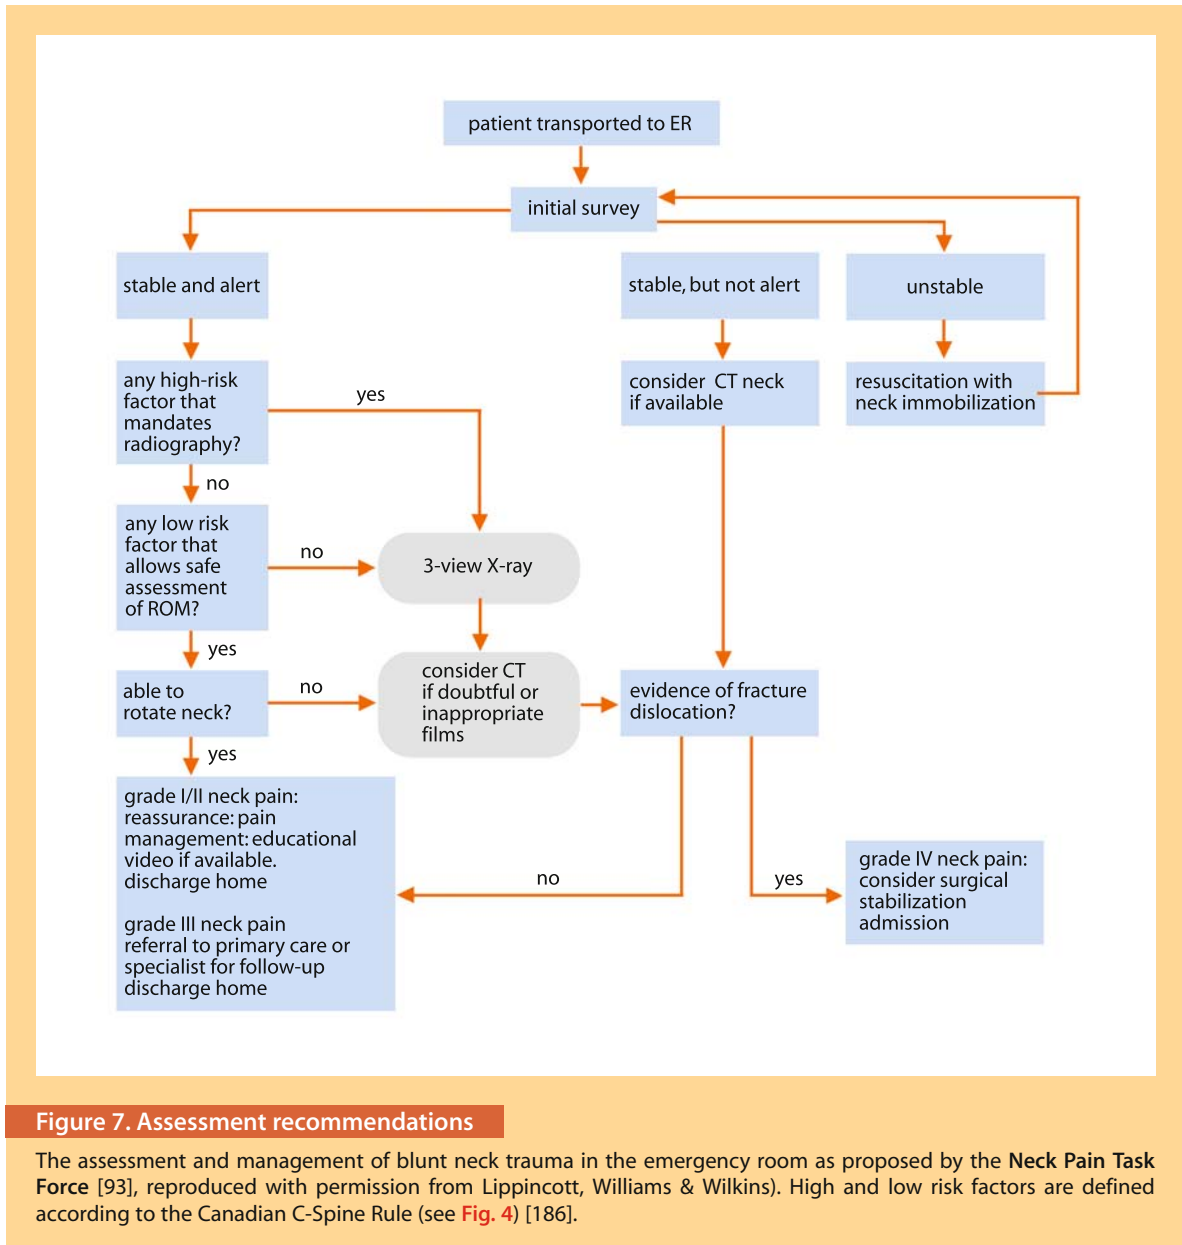 patient transported to ER
initial survey
stable and alert
stable, but not alert
unstable
any high-risk
factor that
mandates
radiography?
yes
consider CT neck
if available
resuscitation with
neck immobilization
no
any low risk
factor that
allows safe
assessment
of ROM?
no
3-view X-ray
yes
able to
rotate neck?
no
consider CT
if doubtful or
inappropriate
films
evidence of fracture
dislocation?
yes
grade I/II neck pain:
reassurance: pain
management: educational
video if available.
discharge home
grade III neck pain
referral to primary care or
specialist for follow-up
discharge home
no
yes
grade IV neck pain:
consider surgical
stabilization
admission
Figure 7. Assessment recommendations
The assessment and management of blunt neck trauma in the emergency room as proposed by the Neck Pain Task
Force [93], reproduced with permission from Lippincott, Williams & Wilkins). High and low risk factors are defined
according to the Canadian C-Spine Rule (see Fig. 4) [186].